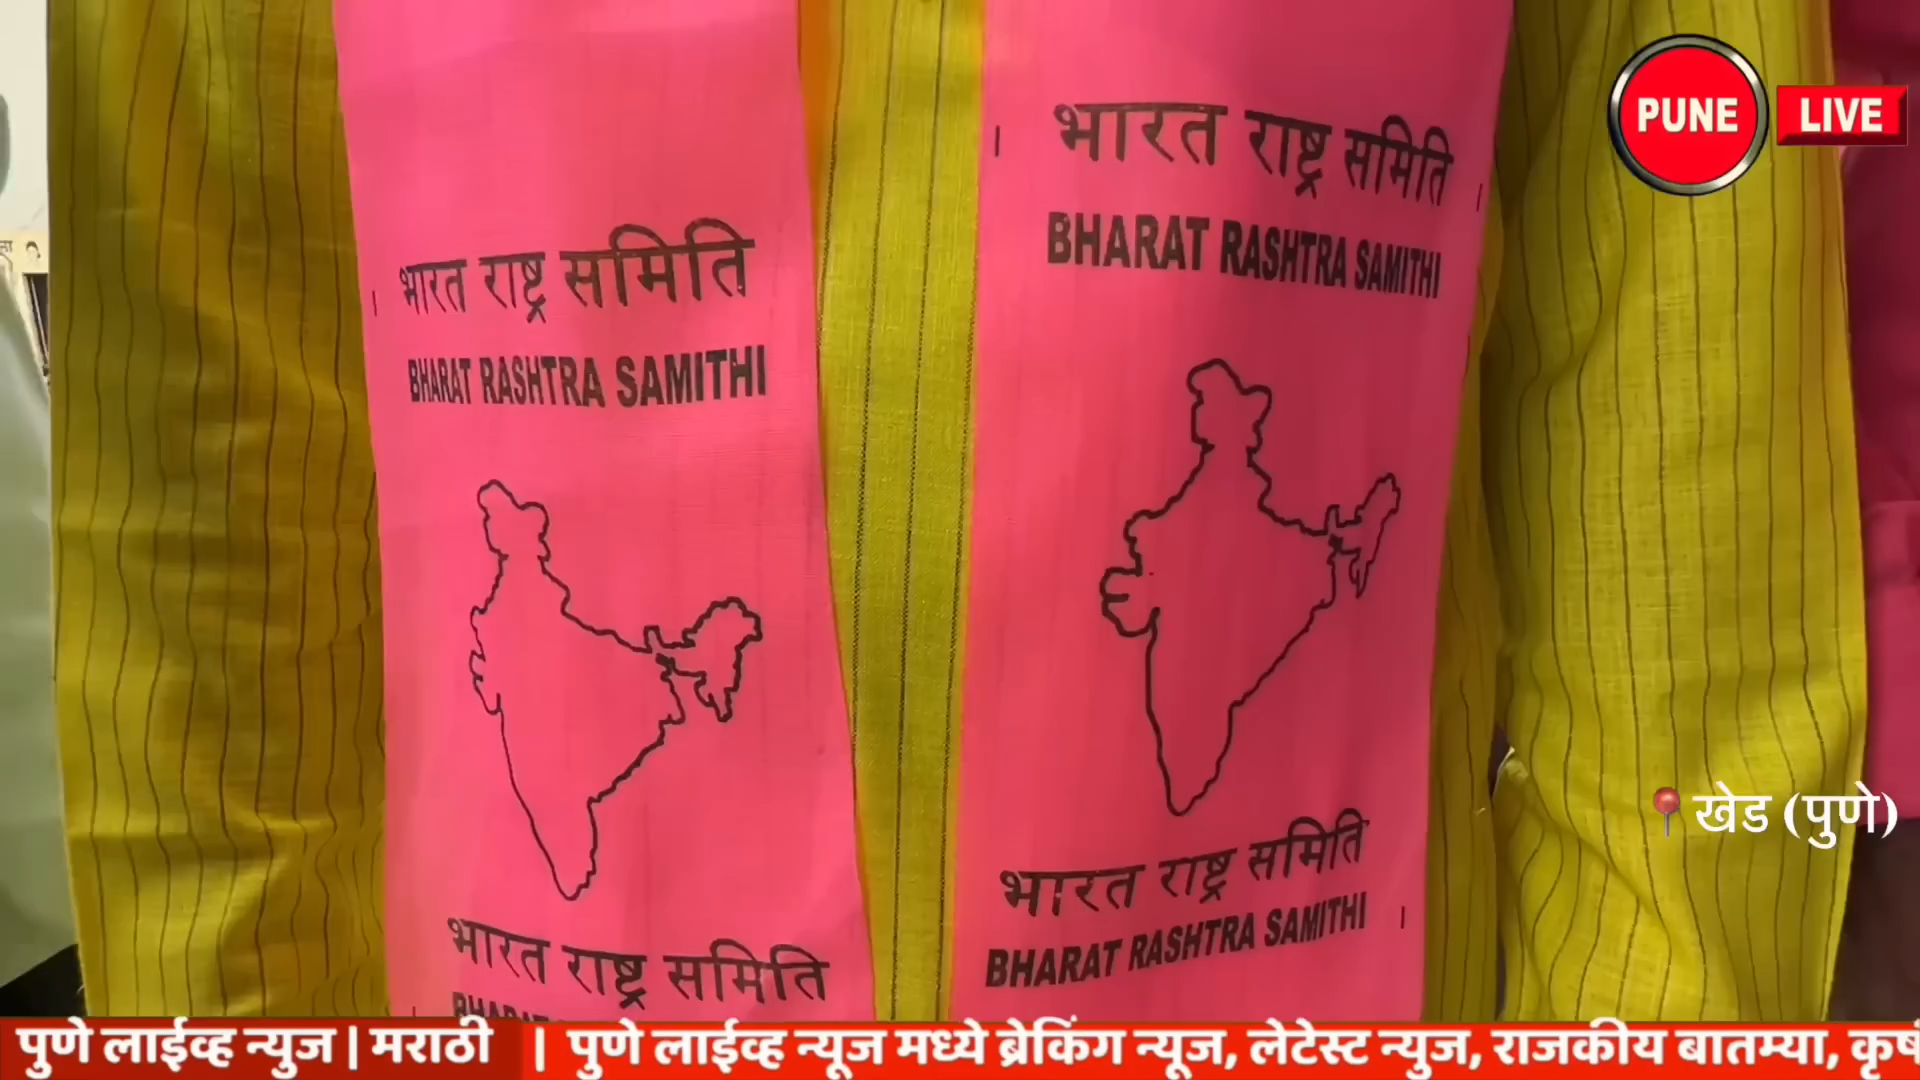 PUNE LIVE
भारत राष्ट्र समिति
BHARAT RASHTRA SAMITHI
भारत राष्ट्र समिति
BHARAT RASHTRA SAMITHI
भारत राष्ट्र समिति
BHARAT RASHTRA SAMITHI
भारत राष्ट्र समिति
खेड (पुणे)
पुणे लाईव्ह न्युज | मराठी | पुणे लाईव्ह न्यूज मध्ये ब्रेकिंग न्यूज, लेटेस्ट न्युज, राजकीय बातम्या,